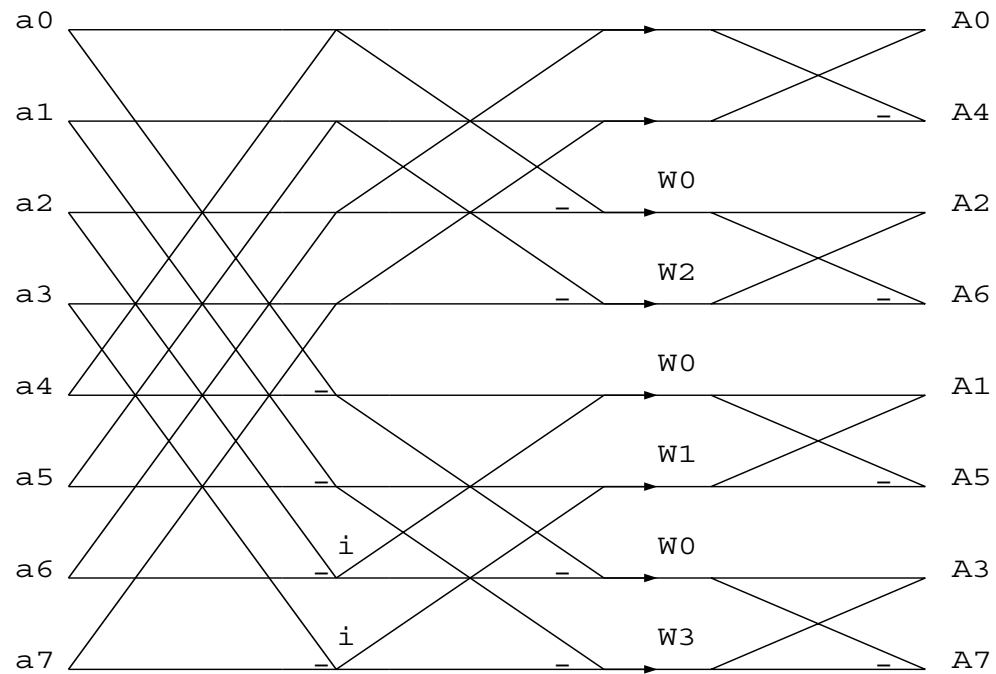 a0 A0
a1 A4
W0
a2 - A2
W2
a3 - - A6
W0
a4 - A1
W1
a5 - - A5
i W0
a6 - - A3
i W3
a7 - - - A7